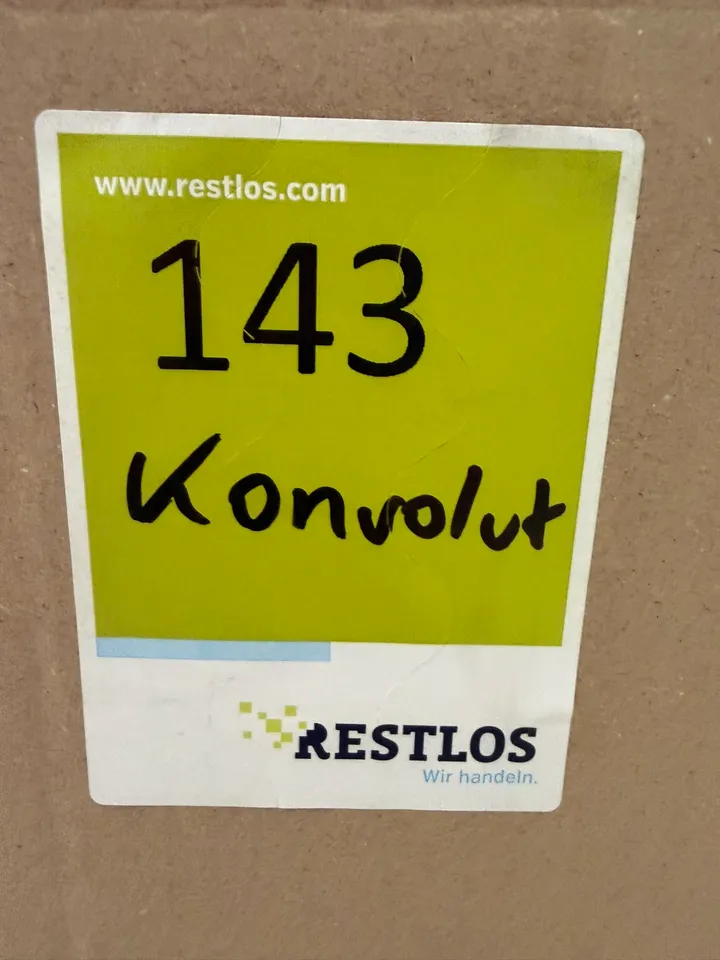 www.restlos.com
143
Konvolut
RESTLOS
Wir handeln.